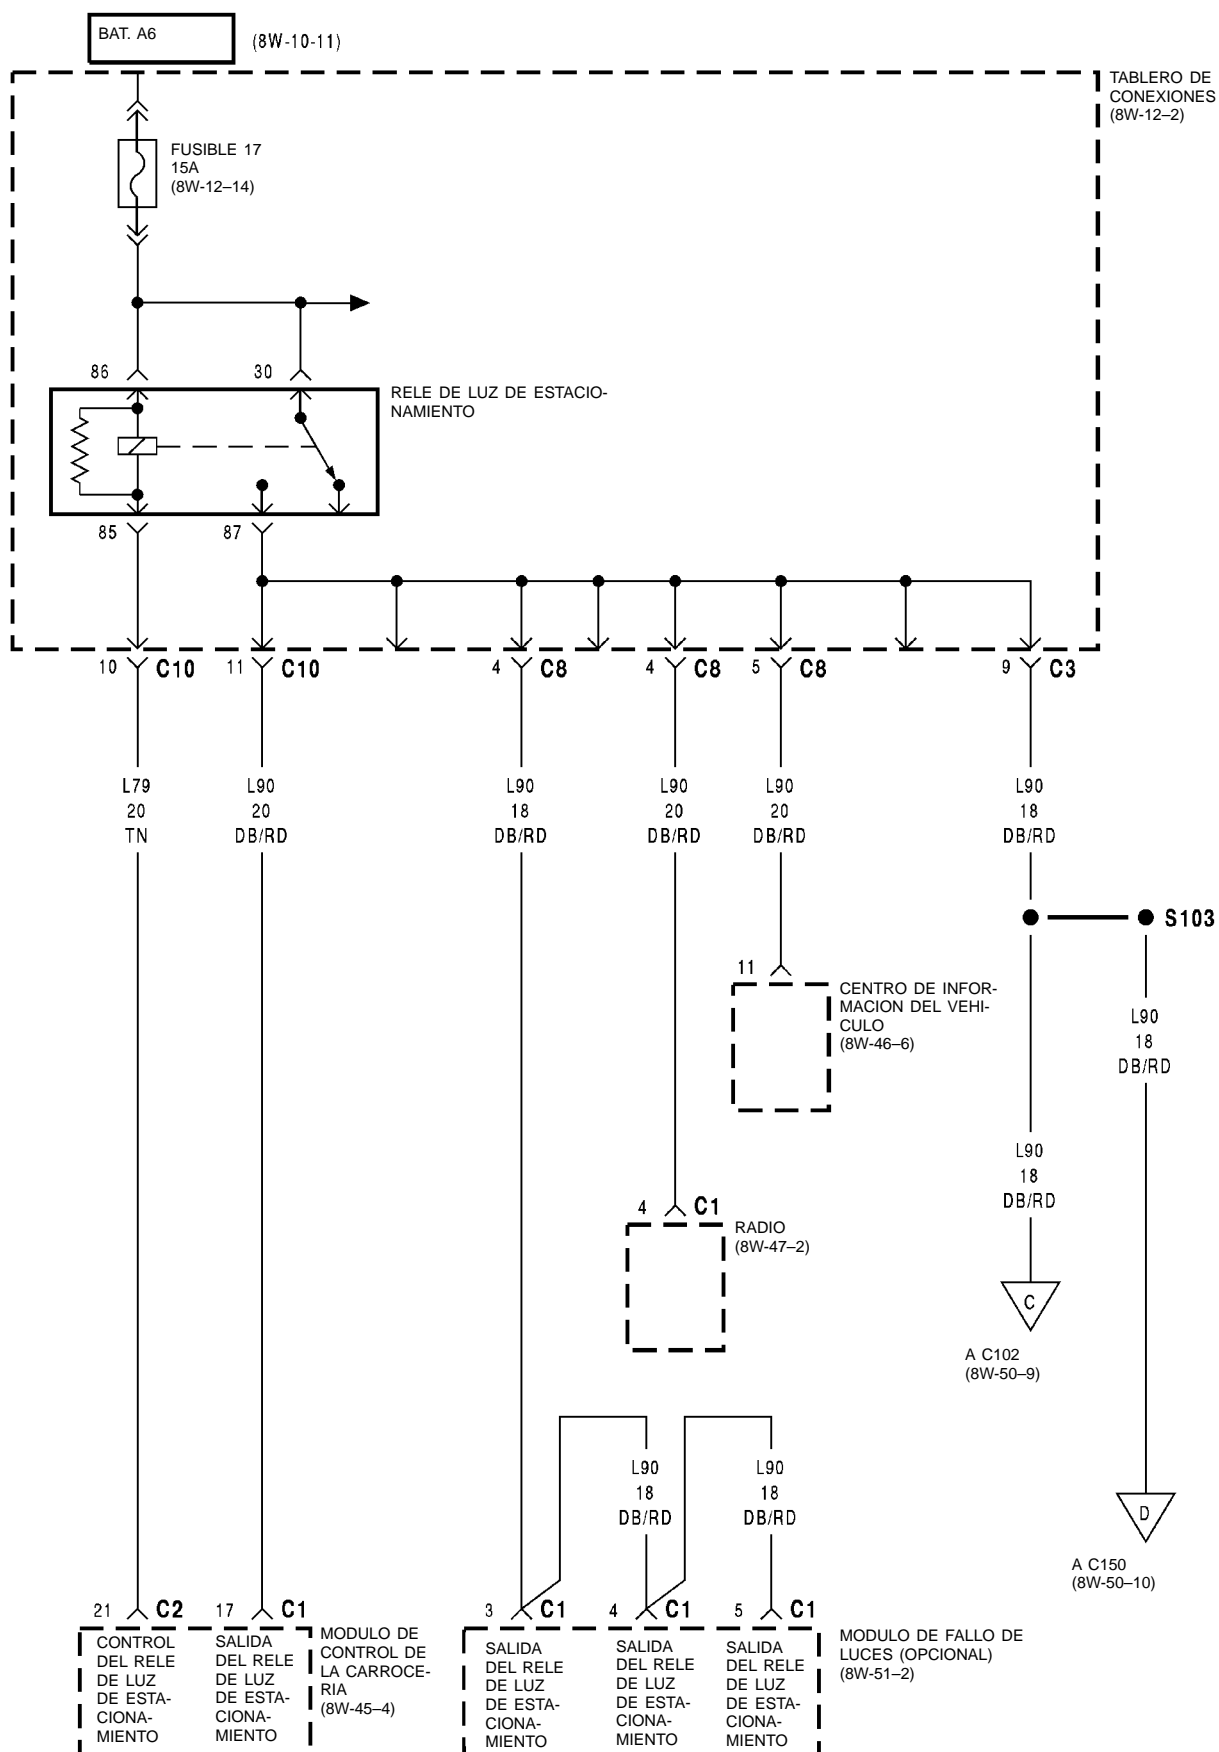 BAT. A6
(8W-10-11)
TABLERO DE
CONEXIONES
(8W-12–2)
FUSIBLE 17
15A
(8W-12–14)
86
30
RELE DE LUZ DE ESTACIO-
NAMIENTO
85
87
10 C10
11 C10
4 C8
4 C8
5 C8
9 C3
L79
20
TN
L90
20
DB/RD
L90
18
DB/RD
L90
20
DB/RD
L90
20
DB/RD
L90
18
DB/RD
S103
11
CENTRO DE INFOR-
MACION DEL VEHI-
CULO
(8W-46–6)
L90
18
DB/RD
L90
18
DB/RD
4 C1
RADIO
(8W-47–2)
C
A C102
(8W-50–9)
L90
18
DB/RD
L90
18
DB/RD
D
A C150
(8W-50–10)
21 C2
17 C1
3 C1
4 C1
5 C1
CONTROL
DEL RELE
DE LUZ
DE ESTA-
CIONA-
MIENTO
SALIDA
DEL RELE
DE LUZ
DE ESTA-
CIONA-
MIENTO
MODULO DE
CONTROL DE
LA CARROCE-
RIA
(8W-45–4)
SALIDA
DEL RELE
DE LUZ
DE ESTA-
CIONA-
MIENTO
SALIDA
DEL RELE
DE LUZ
DE ESTA-
CIONA-
MIENTO
SALIDA
DEL RELE
DE LUZ
DE ESTA-
CIONA-
MIENTO
MODULO DE FALLO DE
LUCES (OPCIONAL)
(8W-51–2)